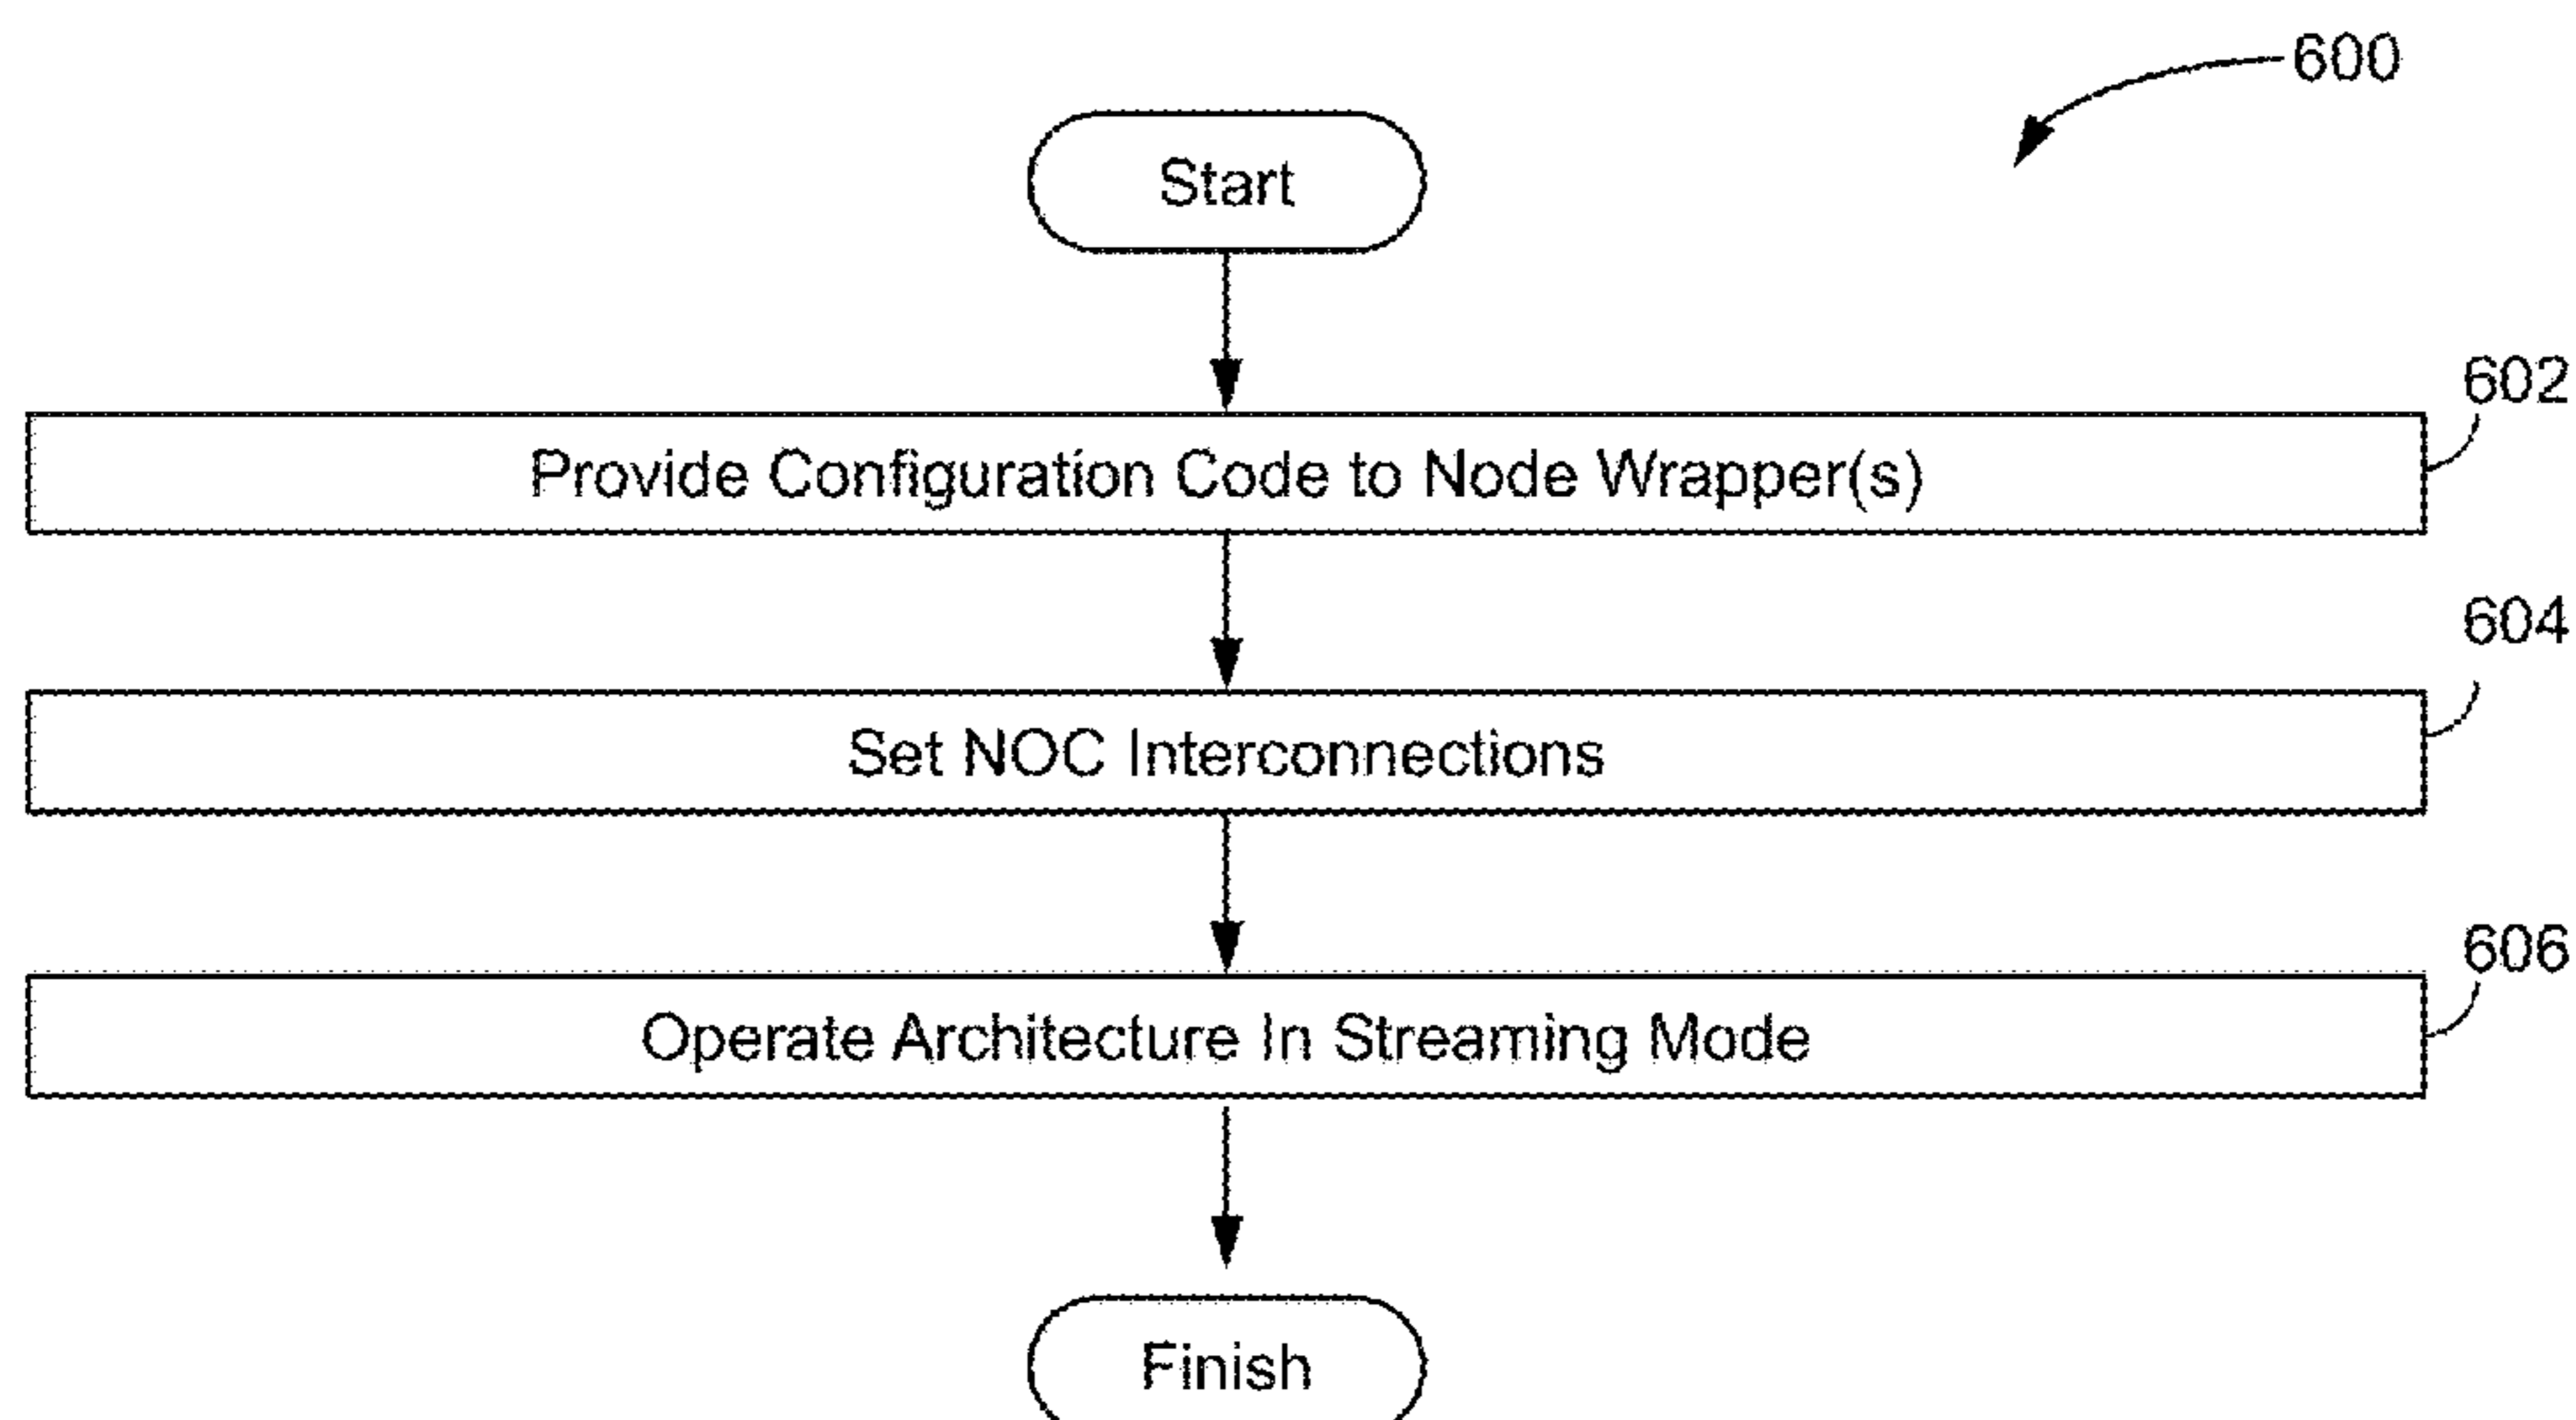 600
Start
602
Provide Configuration Code to Node Wrapper(s)
604
Set NOC Interconnections
606
Operate Architecture In Streaming Mode
Finish